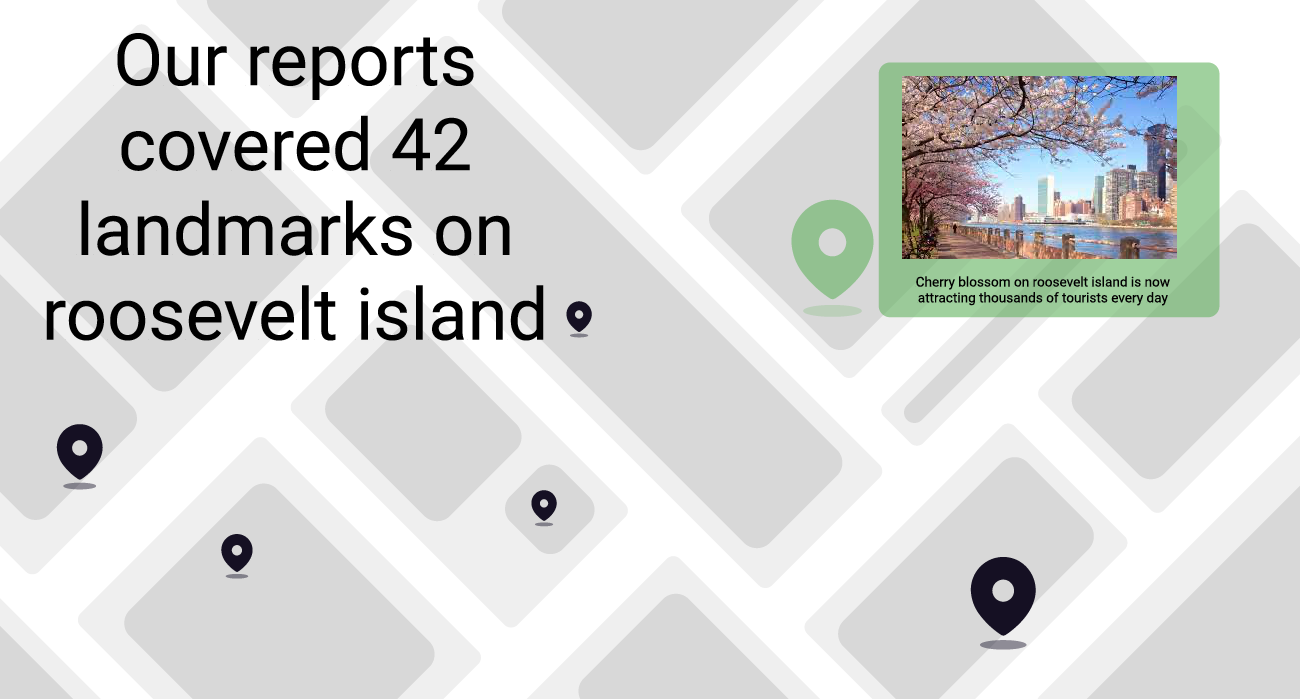 Our reports
covered 42
landmarks on
roosevelt island
Cherry blossom on roosevelt island is now
attracting thousands of tourists every day